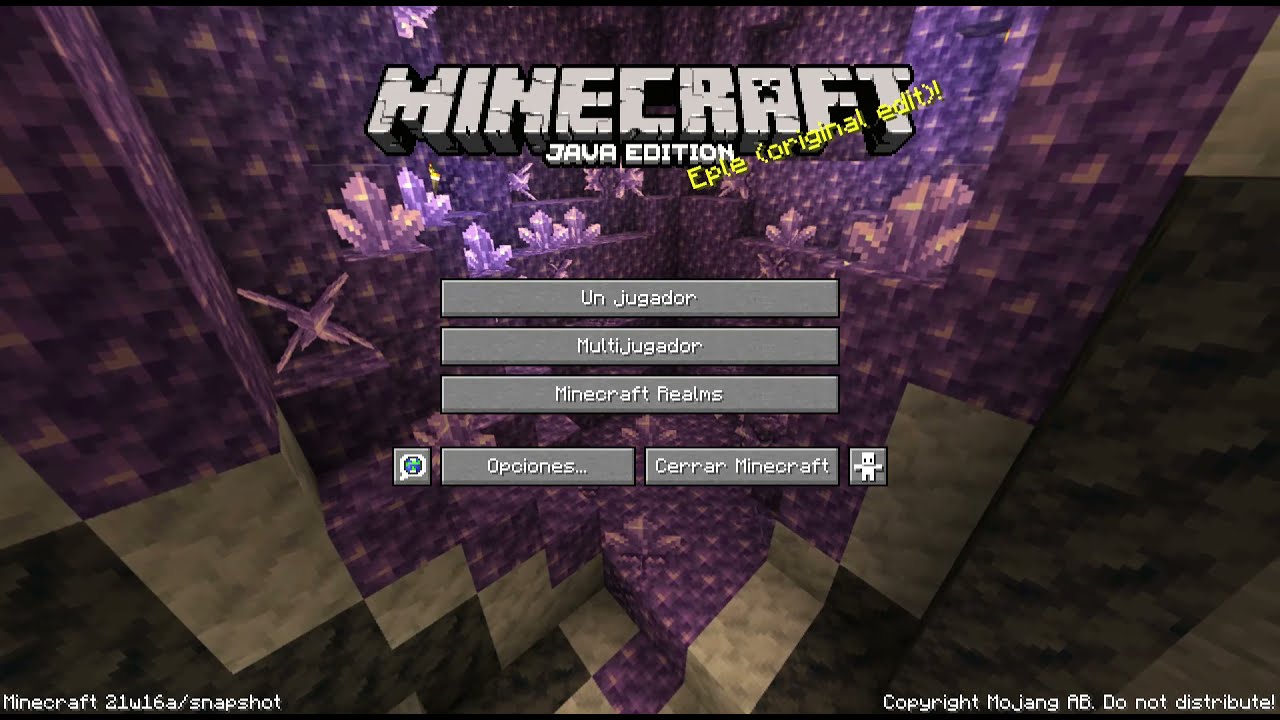 MINECRAFT
JAVA EDITION
Eple (original edit)!
Un jugador
Multijugador
Minecraft Realms
Opciones...
Cerrar Minecraft
Minecraft 21w16a/snapshot
Copyright Mojang AB. Do not distribute!